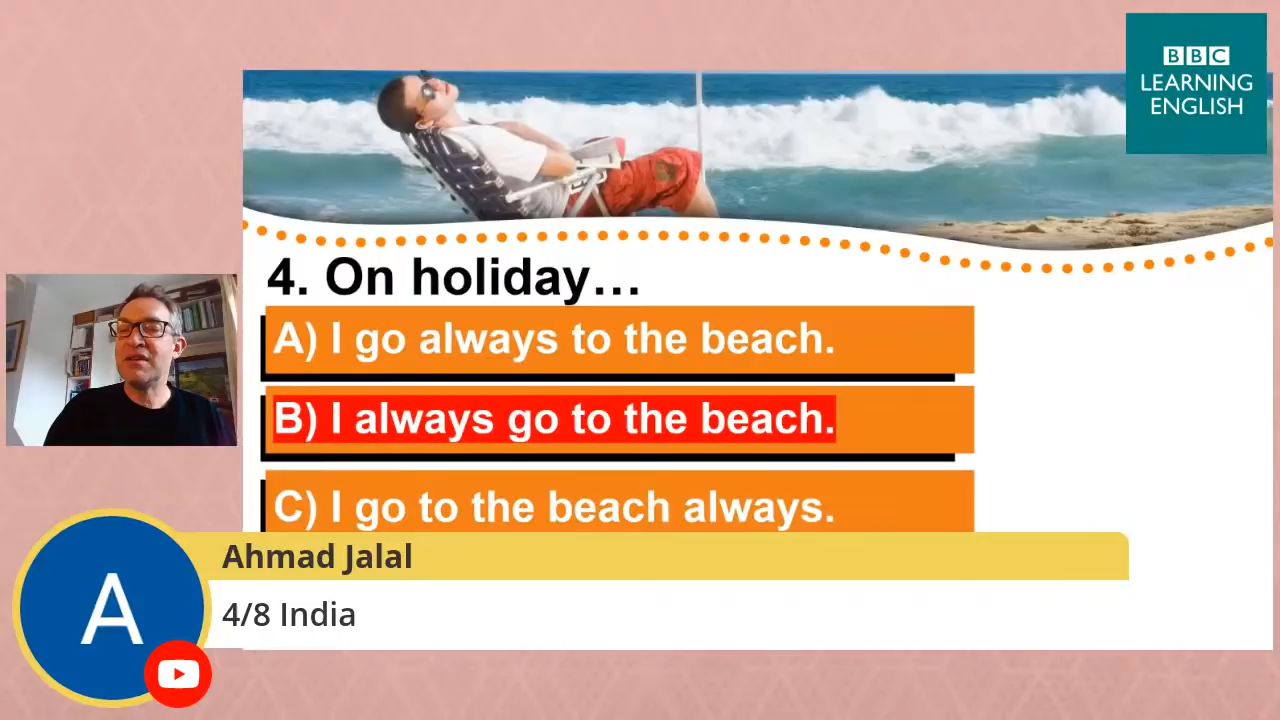 BBC
LEARNING
ENGLISH
4. On holiday...
A) I go always to the beach.
B) I always go to the beach.
C) I go to the beach always.
A
Ahmad Jalal
4/8 India